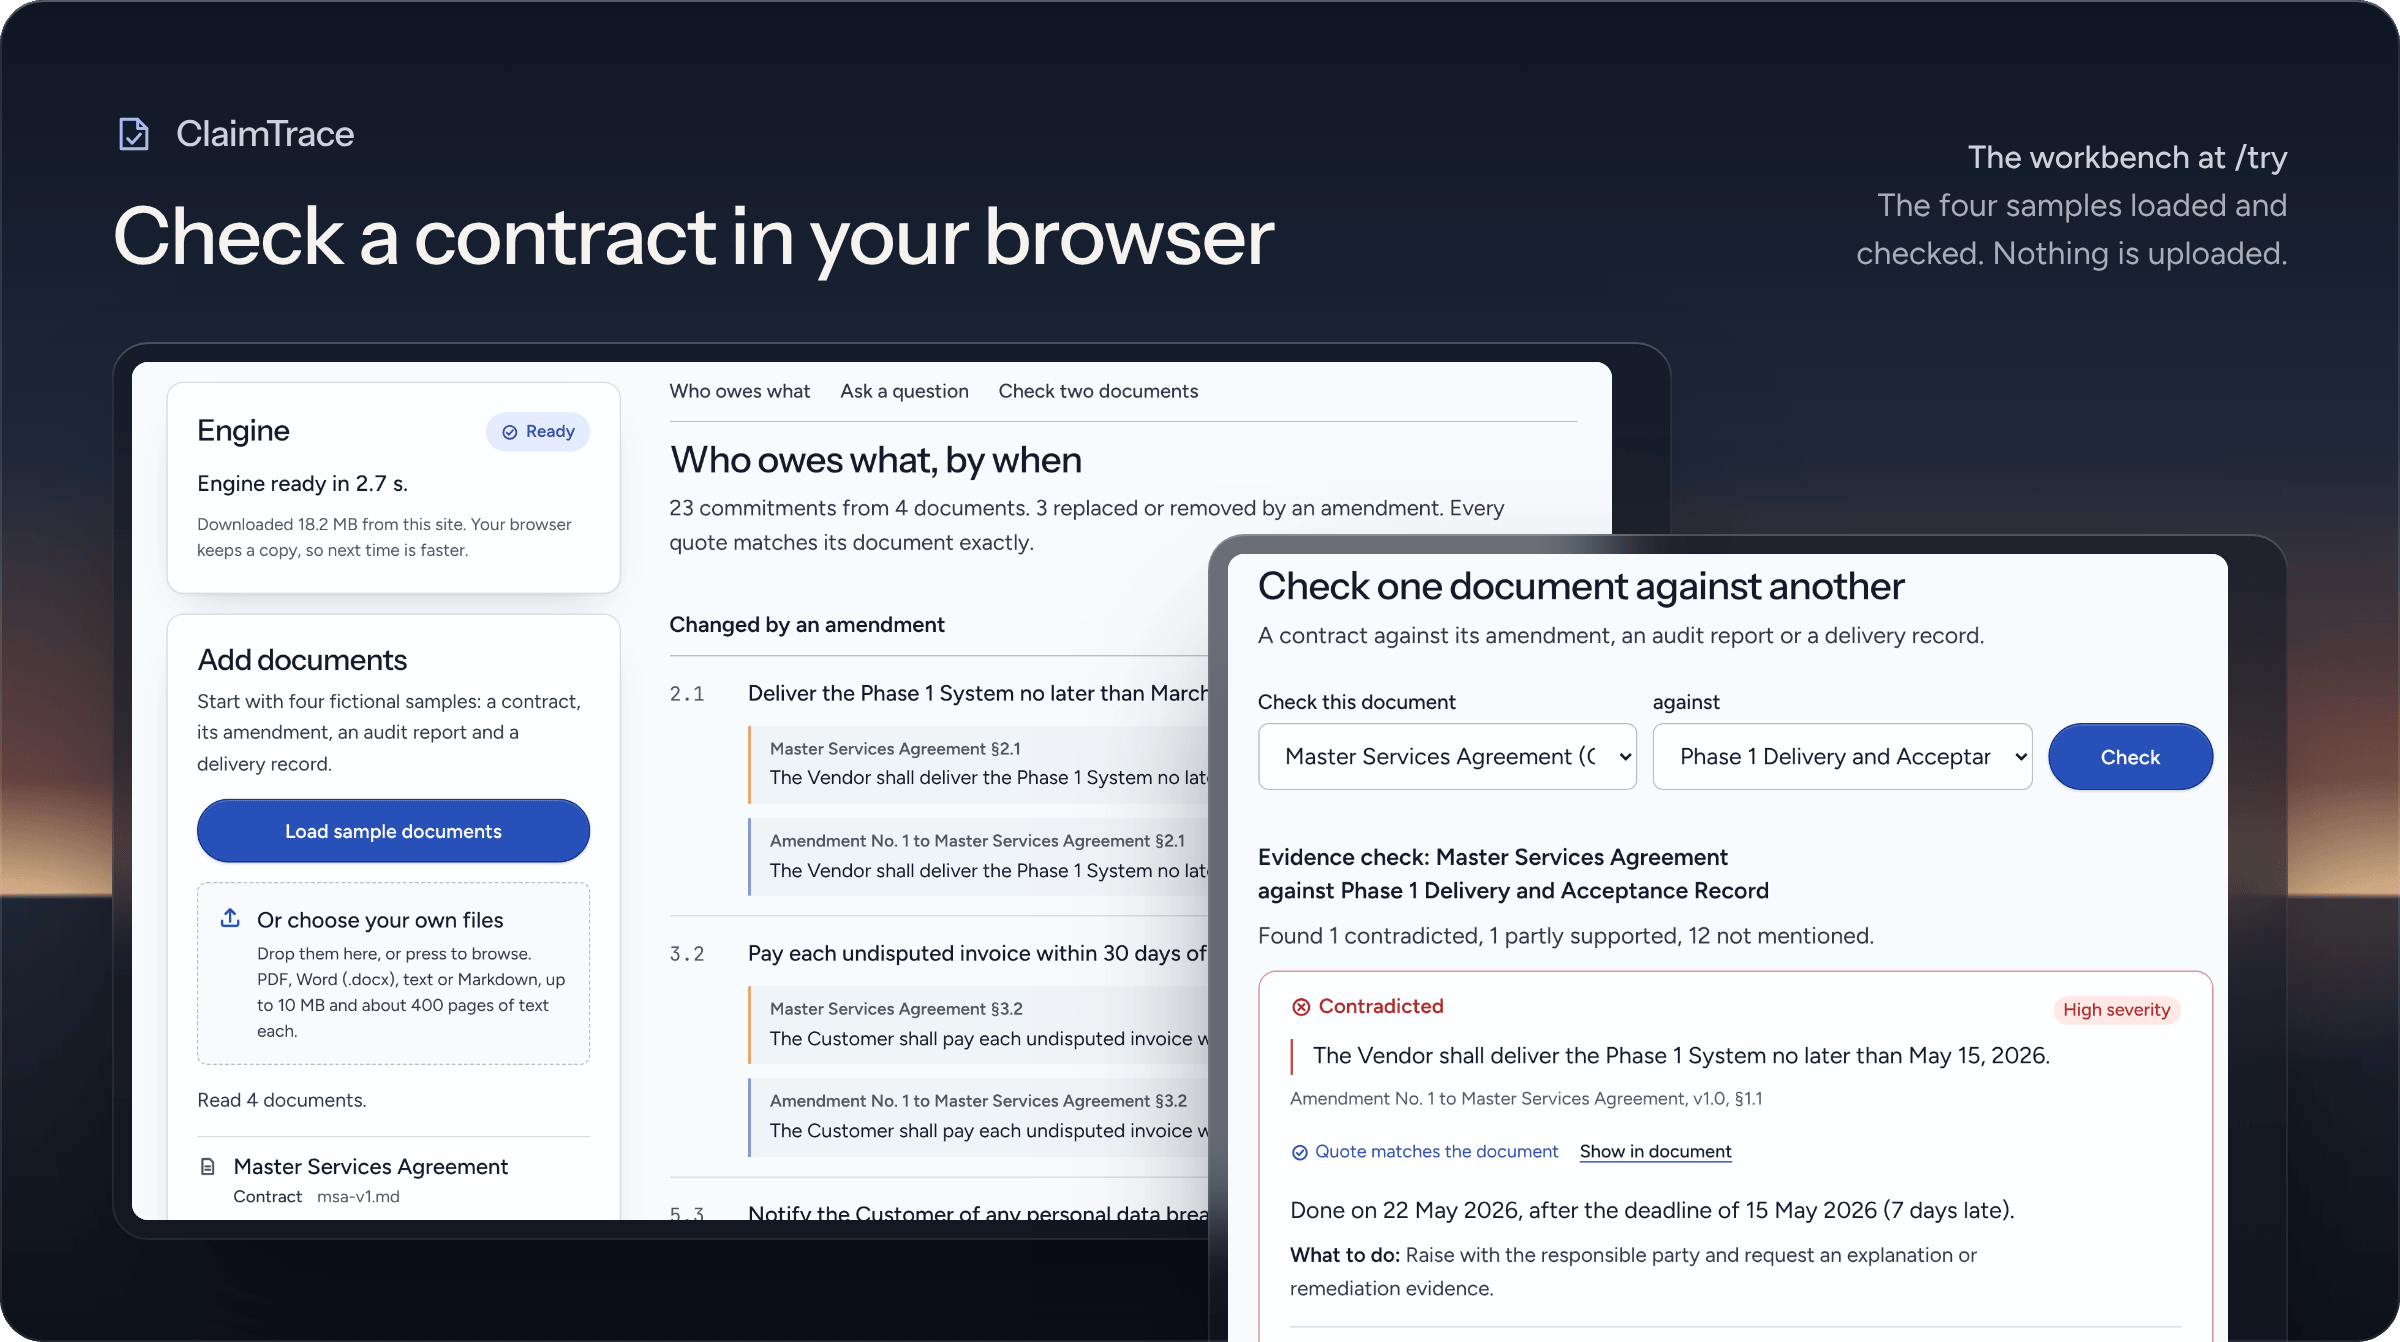 ClaimTrace
Check a contract in your browser
The workbench at /try
The four samples loaded and
checked. Nothing is uploaded.
Engine
Ready
Engine ready in 2.7 s.
Downloaded 18.2 MB from this site. Your browser
keeps a copy, so next time is faster.
Add documents
Start with four fictional samples: a contract,
its amendment, an audit report and a
delivery record.
Load sample documents
Or choose your own files
Drop them here, or press to browse.
PDF, Word (.docx), text or Markdown, up
to 10 MB and about 400 pages of text
each.
Read 4 documents.
Master Services Agreement
Contract msa-v1.md
Who owes what Ask a question Check two documents
Who owes what, by when
23 commitments from 4 documents. 3 replaced or removed by an amendment. Every
quote matches its document exactly.
Changed by an amendment
2.1 Deliver the Phase 1 System no later than March
Master Services Agreement §2.1
The Vendor shall deliver the Phase 1 System no
Amendment No. 1 to Master Services Agreement §2.1
The Vendor shall deliver the Phase 1 System no
3.2 Pay each undisputed invoice within 30 days of
Master Services Agreement §3.2
The Customer shall pay each undisputed invoice
Amendment No. 1 to Master Services Agreement §3.2
The Customer shall pay each undisputed invoice
5.3 Notify the Customer of any personal data
Check one document against another
A contract against its amendment, an audit report or a delivery record.
Check this document against
Master Services Agreement (
Phase 1 Delivery and Acceptar
Check
Evidence check: Master Services Agreement
against Phase 1 Delivery and Acceptance Record
Found 1 contradicted, 1 partly supported, 12 not mentioned.
Contradicted
High severity
The Vendor shall deliver the Phase 1 System no later than May 15, 2026.
Amendment No. 1 to Master Services Agreement, v1.0, §1.1
Quote matches the document Show in document
Done on 22 May 2026, after the deadline of 15 May 2026 (7 days late).
What to do: Raise with the responsible party and request an explanation or
remediation evidence.